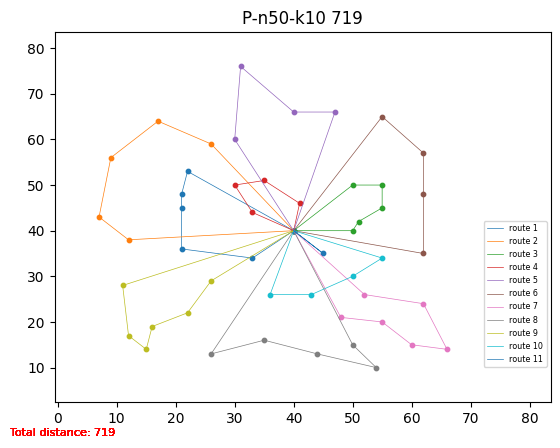 P-n50-k10 719
80
70
60
50
40
30
20
10
0 10 20 30 40 50 60 70 80
route 1
route 2
route 3
route 4
route 5
route 6
route 7
route 8
route 9
route 10
route 11
Total distance: 719